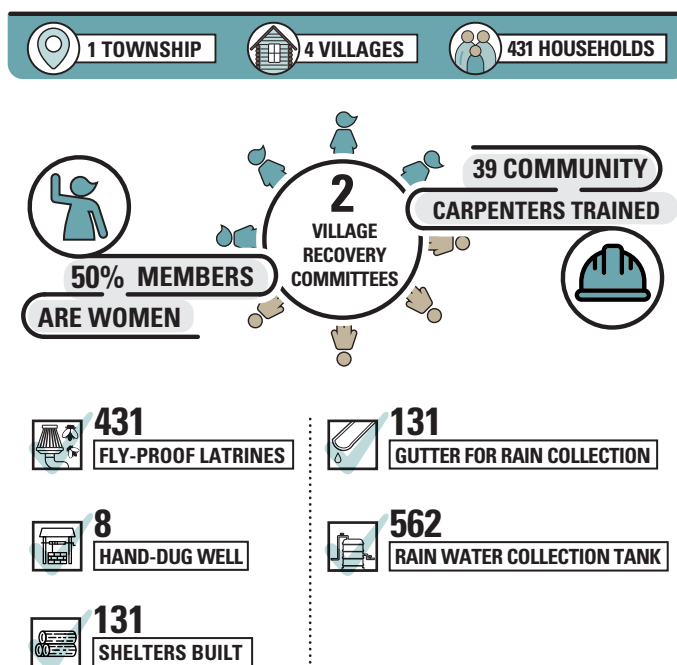 1 TOWNSHIP
4 VILLAGES
431 HOUSEHOLDS
2
VILLAGE
RECOVERY
COMMITTEES
50% MEMBERS
ARE WOMEN
39 COMMUNITY
CARPENTERS TRAINED
431
FLY-PROOF LATRINES
8
HAND-DUG WELL
131
SHELTERS BUILT
131
GUTTER FOR RAIN COLLECTION
562
RAIN WATER COLLECTION TANK